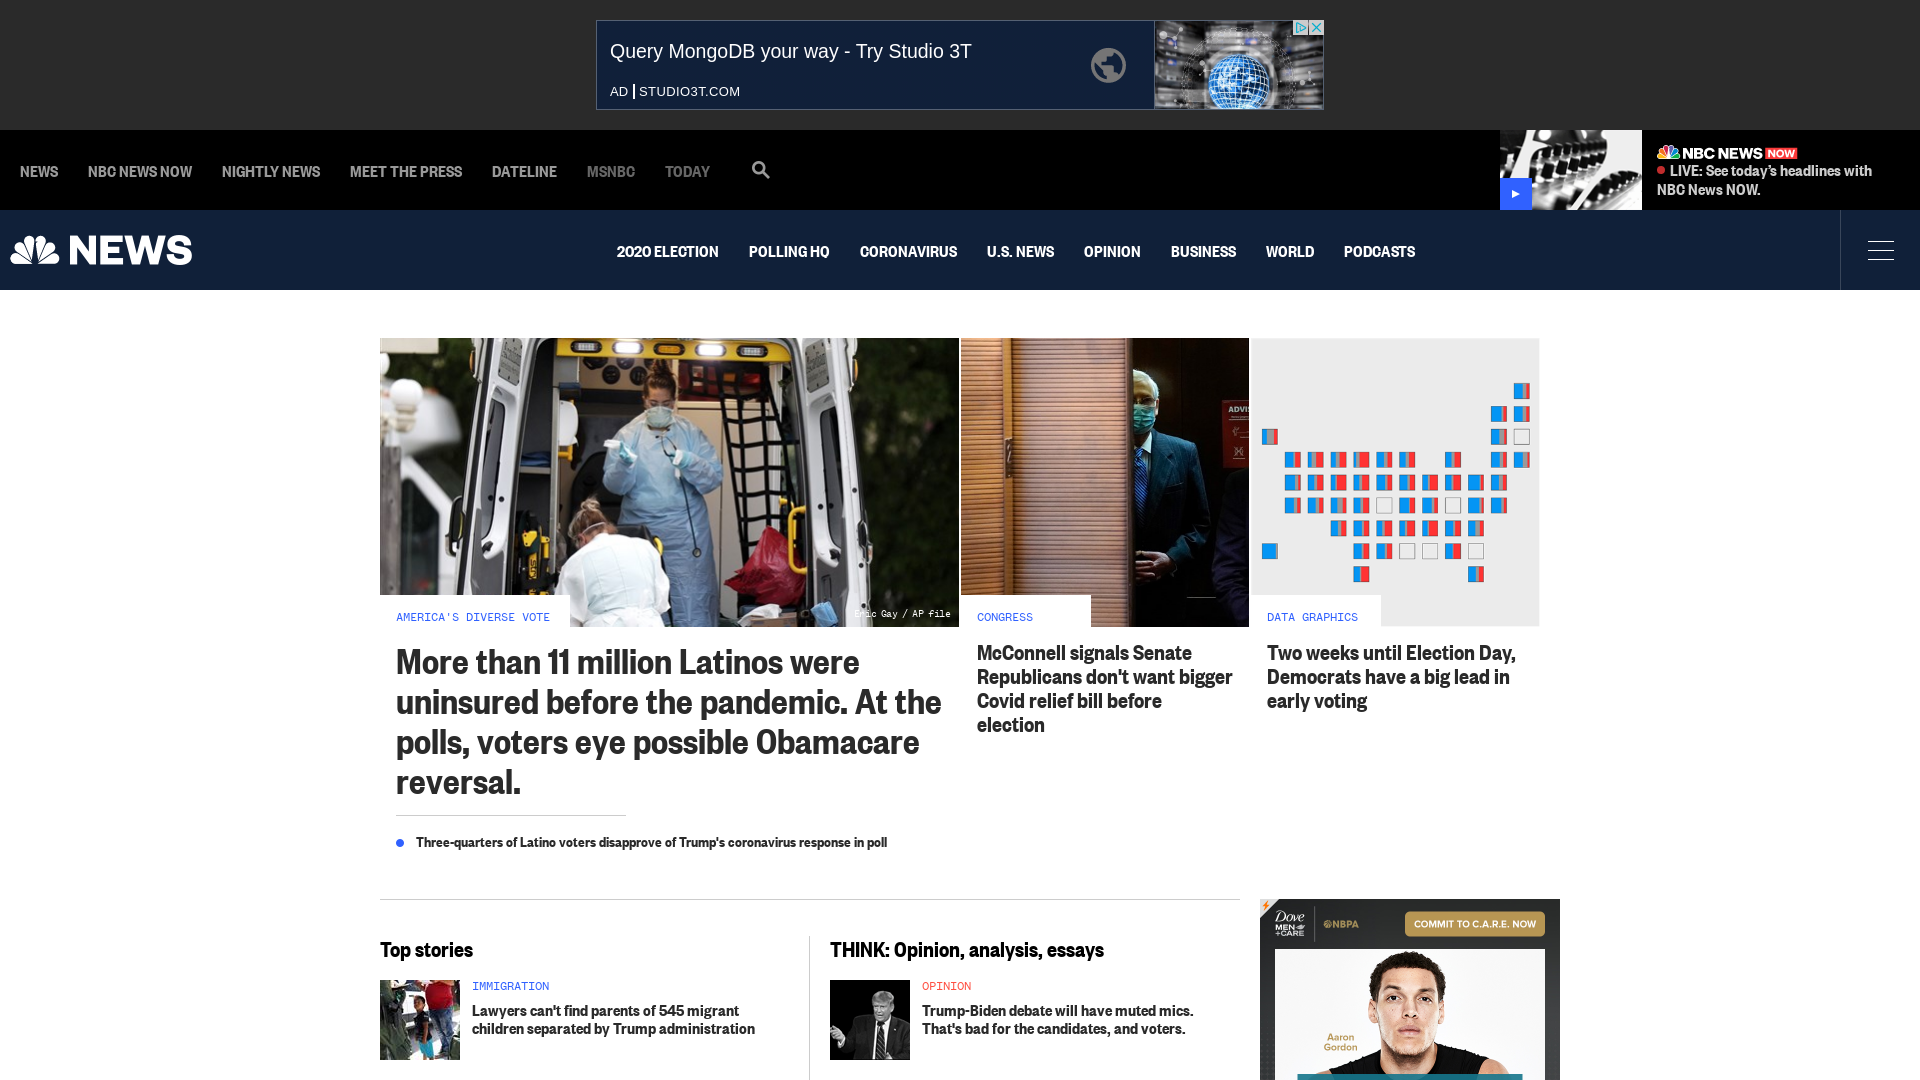 Query MongoDB your way - Try Studio 3T
AD | STUDIO3T.COM
NEWS
NBC NEWS NOW
NIGHTLY NEWS
MEET THE PRESS
DATELINE
MSNBC
TODAY
NBC NEWS NOW
LIVE: See today's headlines with
NBC News NOW.
NEWS
2020 ELECTION
POLLING HQ
CORONAVIRUS
U.S. NEWS
OPINION
BUSINESS
WORLD
PODCASTS
ADVIS
Eric Gay / AP file
AMERICA'S DIVERSE VOTE
More than 11 million Latinos were
uninsured before the pandemic. At the
polls, voters eye possible Obamacare
reversal.
Three-quarters of Latino voters disapprove of Trump's coronavirus response in poll
CONGRESS
McConnell signals Senate
Republicans don't want bigger
Covid relief bill before
election
DATA GRAPHICS
Two weeks until Election Day,
Democrats have a big lead in
early voting
Top stories
IMMIGRATION
Lawyers can't find parents of 545 migrant
children separated by Trump administration
THINK: Opinion, analysis, essays
OPINION
Trump-Biden debate will have muted mics.
That's bad for the candidates, and voters.
Dove
MEN
+CARE
NBPA
COMMIT TO C.A.R.E. NOW
Aaron
Gordon